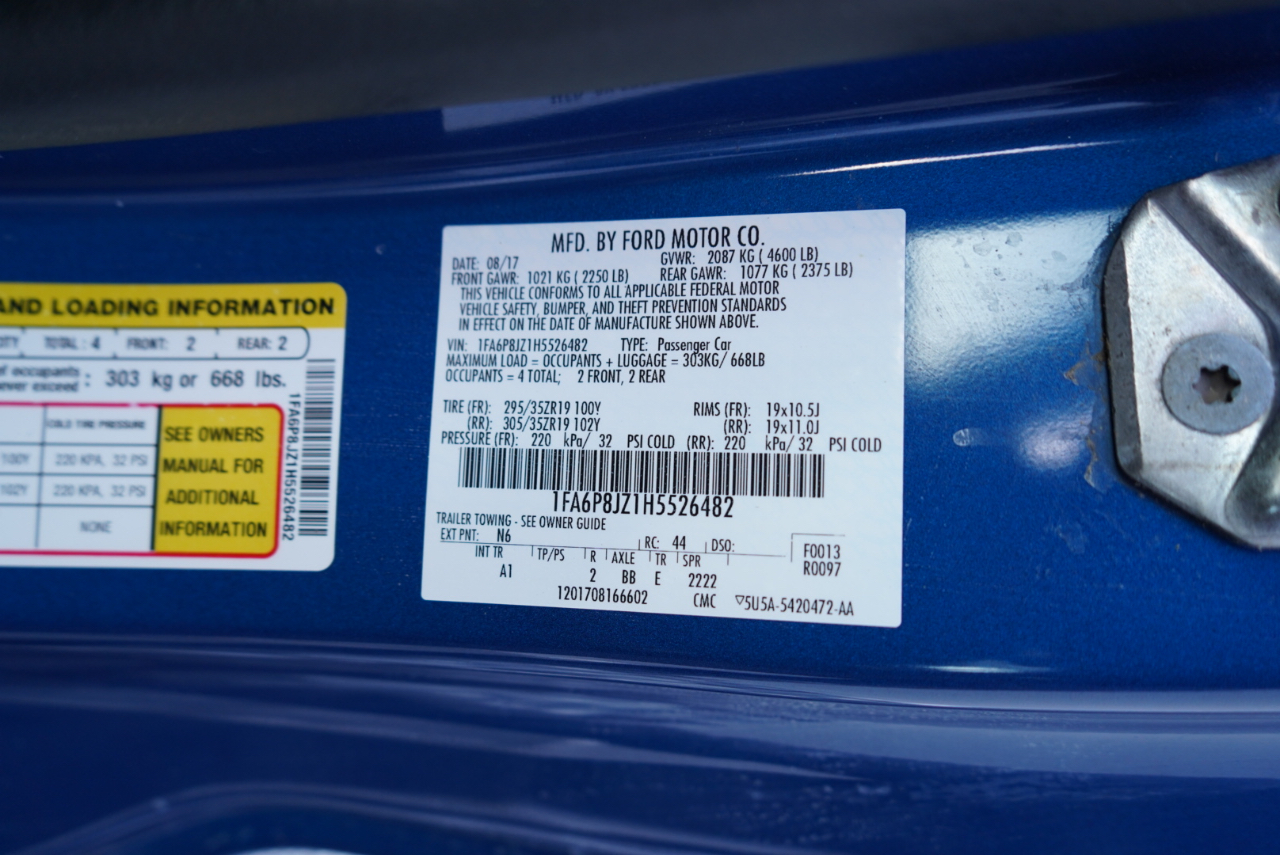 AND LOADING INFORMATION
TOTAL : 4 FRONT: 2 REAR: 2
of occupants
never exceed : 303 kg or 668 lbs.
COLD TIRE PRESSURE
100Y 220 KPA, 32 PSI
102Y 220 KPA, 32 PSI
NONE
SEE OWNERS
MANUAL FOR
ADDITIONAL
INFORMATION
1FA6P8JZ1H5526482
MFD. BY FORD MOTOR CO.
DATE: 08/17 GVWR: 2087 KG ( 4600 LB)
FRONT GAWR: 1021 KG ( 2250 LB) REAR GAWR: 1077 KG ( 2375 LB)
THIS VEHICLE CONFORMS TO ALL APPLICABLE FEDERAL MOTOR
VEHICLE SAFETY, BUMPER, AND THEFT PREVENTION STANDARDS
IN EFFECT ON THE DATE OF MANUFACTURE SHOWN ABOVE.
VIN: 1FA6P8JZ1H5526482 TYPE: Passenger Car
MAXIMUM LOAD = OCCUPANTS + LUGGAGE = 303KG/ 668LB
OCCUPANTS = 4 TOTAL; 2 FRONT, 2 REAR
TIRE (FR): 295/35ZR19 100Y RIMS (FR): 19x10.5J
(RR): 305/35ZR19 102Y (RR): 19x11.0J
PRESSURE (FR): 220 kPa/ 32 PSI COLD (RR): 220 kPa/ 32 PSI COLD
1FA6P8JZ1H5526482
TRAILER TOWING - SEE OWNER GUIDE
EXT PNT: N6 RC: 44 DSO: F0013
INT TR TP/PS R AXLE TR SPR R0097
A1 2 BB E 2222
1201708166602 CMC ▽5U5A-5420472-AA